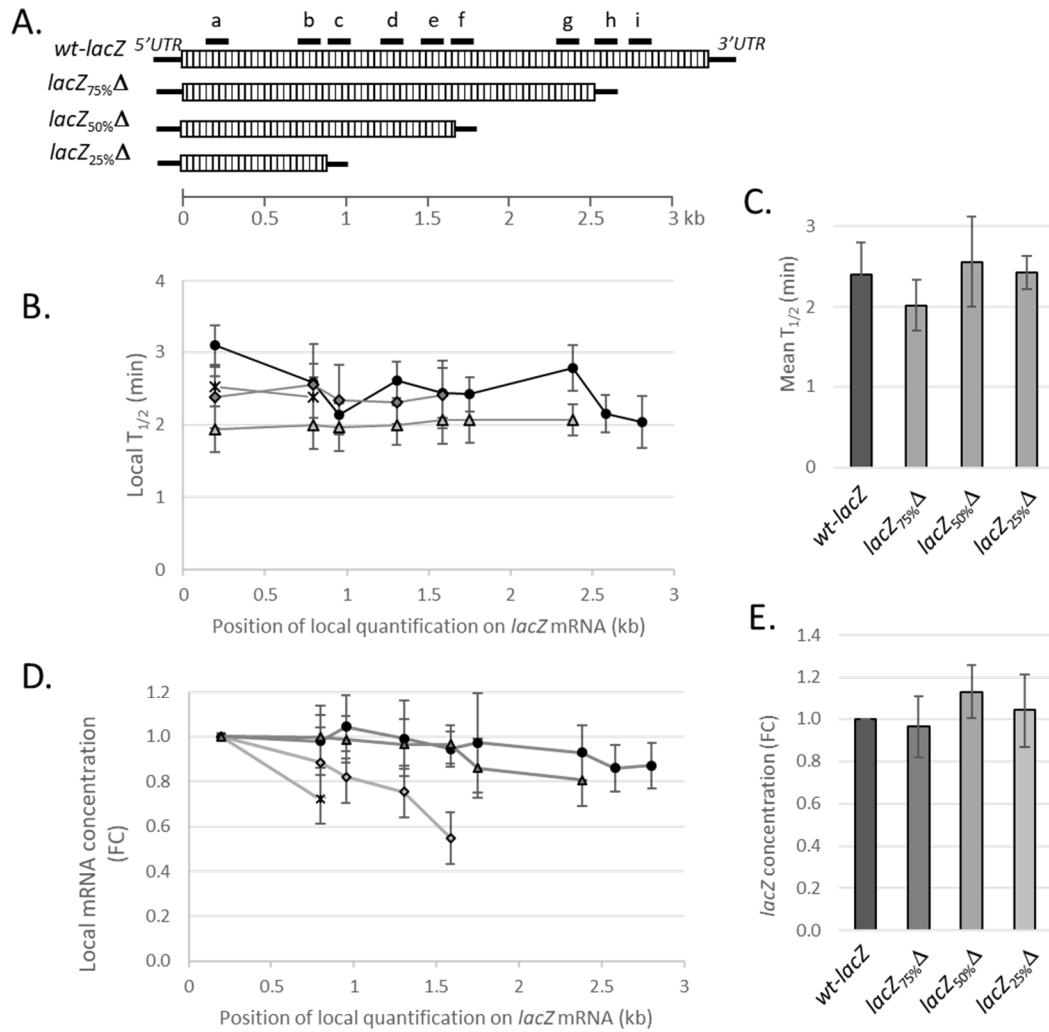 A.
a b c d e f g h i
wt-lacZ 5'UTR 3'UTR
lacZ75%Δ
lacZ50%Δ
lacZ25%Δ
0 0.5 1 1.5 2 2.5 3 kb
B.
Local T1/2 (min)
4
3
2
1
0
0 0.5 1 1.5 2 2.5 3
Position of local quantification on lacZ mRNA (kb)
C.
Mean T1/2 (min)
3
2
1
0
wt-lacZ lacZ75%Δ lacZ50%Δ lacZ25%Δ
D.
Local mRNA concentration
(FC)
1.2
1.0
0.8
0.6
0.4
0.2
0.0
0 0.5 1 1.5 2 2.5 3
Position of local quantification on lacZ mRNA (kb)
E.
lacZ concentration (FC)
1.4
1.2
1.0
0.8
0.6
0.4
0.2
0.0
wt-lacZ lacZ75%Δ lacZ50%Δ lacZ25%Δ